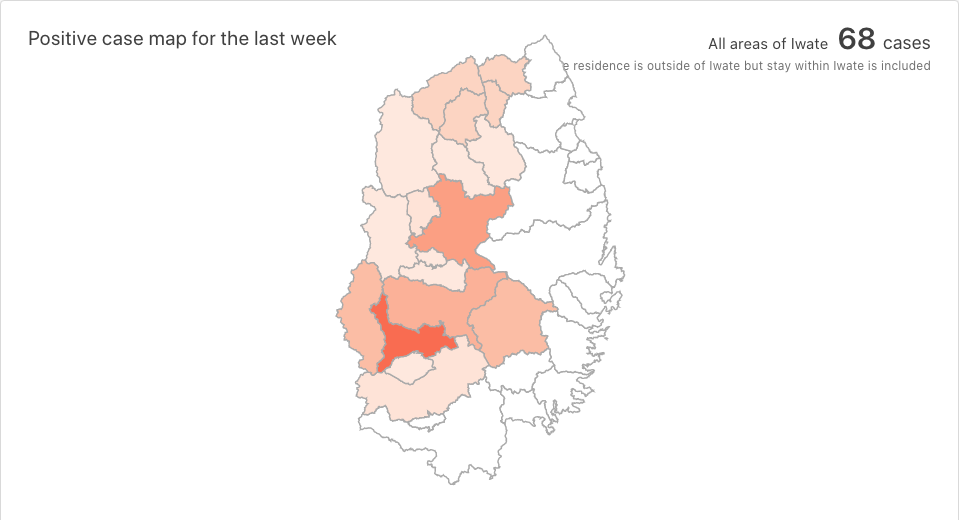 Positive case map for the last week
All areas of Iwate 68 cases
residence is outside of Iwate but stay within Iwate is included